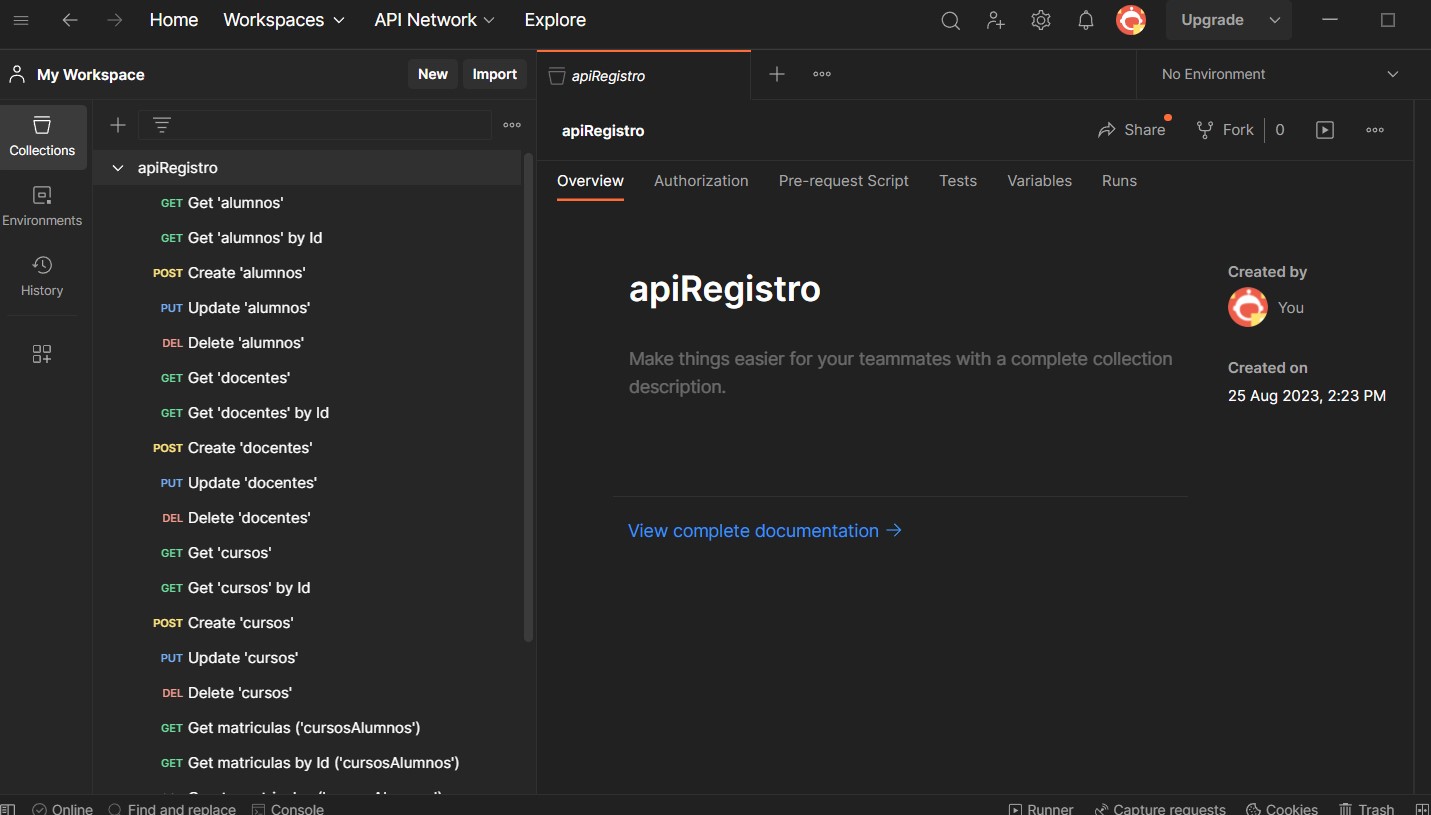 Home Workspaces API Network Explore Upgrade
My Workspace New Import
apiRegistro
No Environment
Collections
Environments
History
apiRegistro
GET Get 'alumnos'
GET Get 'alumnos' by Id
POST Create 'alumnos'
PUT Update 'alumnos'
DEL Delete 'alumnos'
GET Get 'docentes'
GET Get 'docentes' by Id
POST Create 'docentes'
PUT Update 'docentes'
DEL Delete 'docentes'
GET Get 'cursos'
GET Get 'cursos' by Id
POST Create 'cursos'
PUT Update 'cursos'
DEL Delete 'cursos'
GET Get matriculas ('cursosAlumnos')
GET Get matriculas by Id ('cursosAlumnos')
apiRegistro Share Fork 0
Overview Authorization Pre-request Script Tests Variables Runs
apiRegistro
Make things easier for your teammates with a complete collection
description.
View complete documentation →
Created by
You
Created on
25 Aug 2023, 2:23 PM
Online Find and replace Console Runner Capture requests Cookies Trash